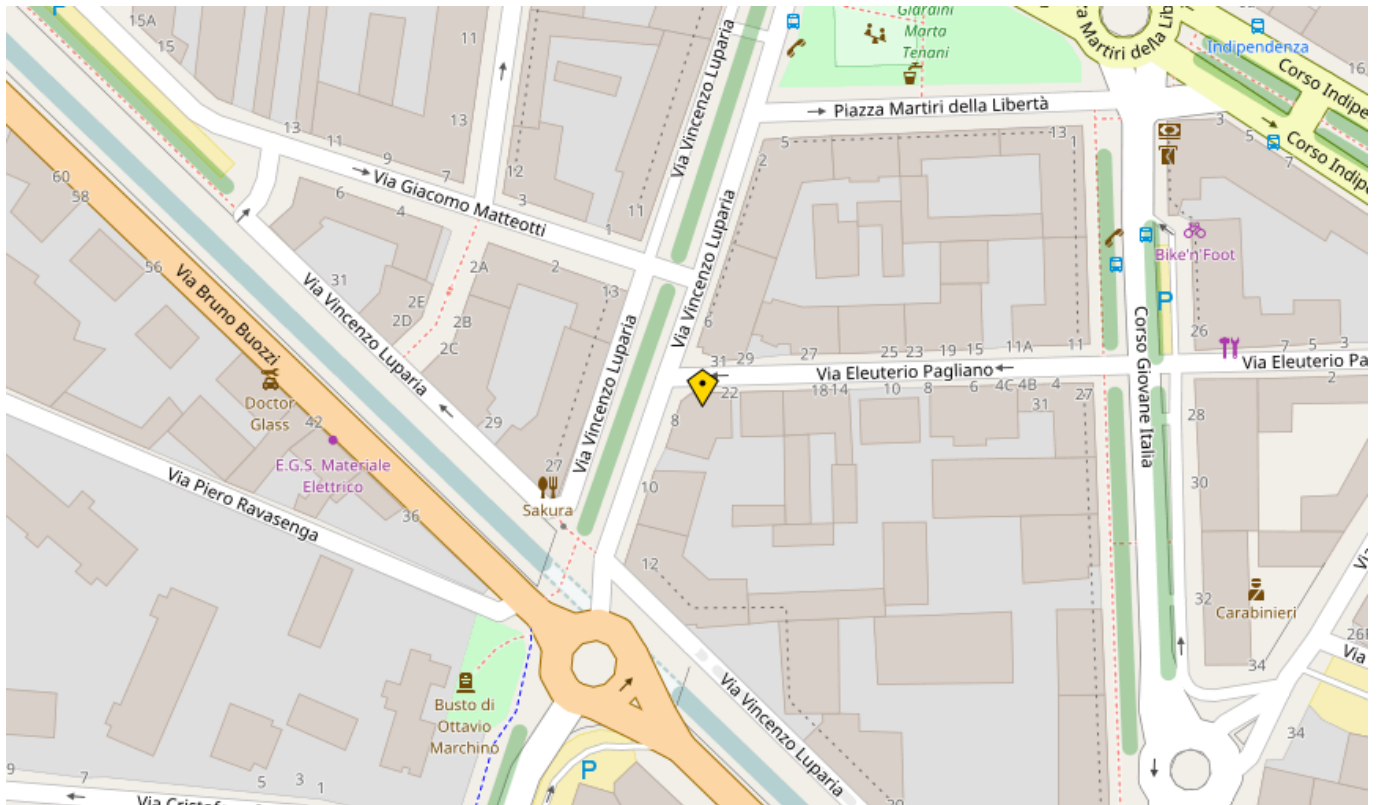 P
15A
15
11
13
11
9
7
13
12
3
1
11
Via Giacomo Matteotti
6
4
2A
2
2E
2D
2B
2C
31
13
29
27
Via Vincenzo Luparia
Via Vincenzo Luparia
Via Vincenzo Luparia
Via Vincenzo Luparia
Giardini
Marta
Tenani
Piazza Martiri della Libertà
Martiri della Lib
Indipendenza
Corso Indipe
Corso Indipe
16
3
5
7
5
13
1
2
6
Bike'n'Foot
P
26
60
58
56
Via Bruno Buozzi
Doctor
Glass
42
E.G.S. Materiale
Elettrico
36
Via Piero Ravasenga
Sakura
31
29
27
25
23
19
15
11A
11
Via Eleuterio Pagliano
Via Eleuterio Pa
7
5
3
2
22
18
14
10
8
6
4C
4B
4
31
27
8
10
12
Corso Giovane Italia
28
30
32
34
Carabinieri
26
Via
34
Busto di
Ottavio
Marchino
P
Via Vincenzo Luparia
20
9
7
5
3
1
Via Cristof